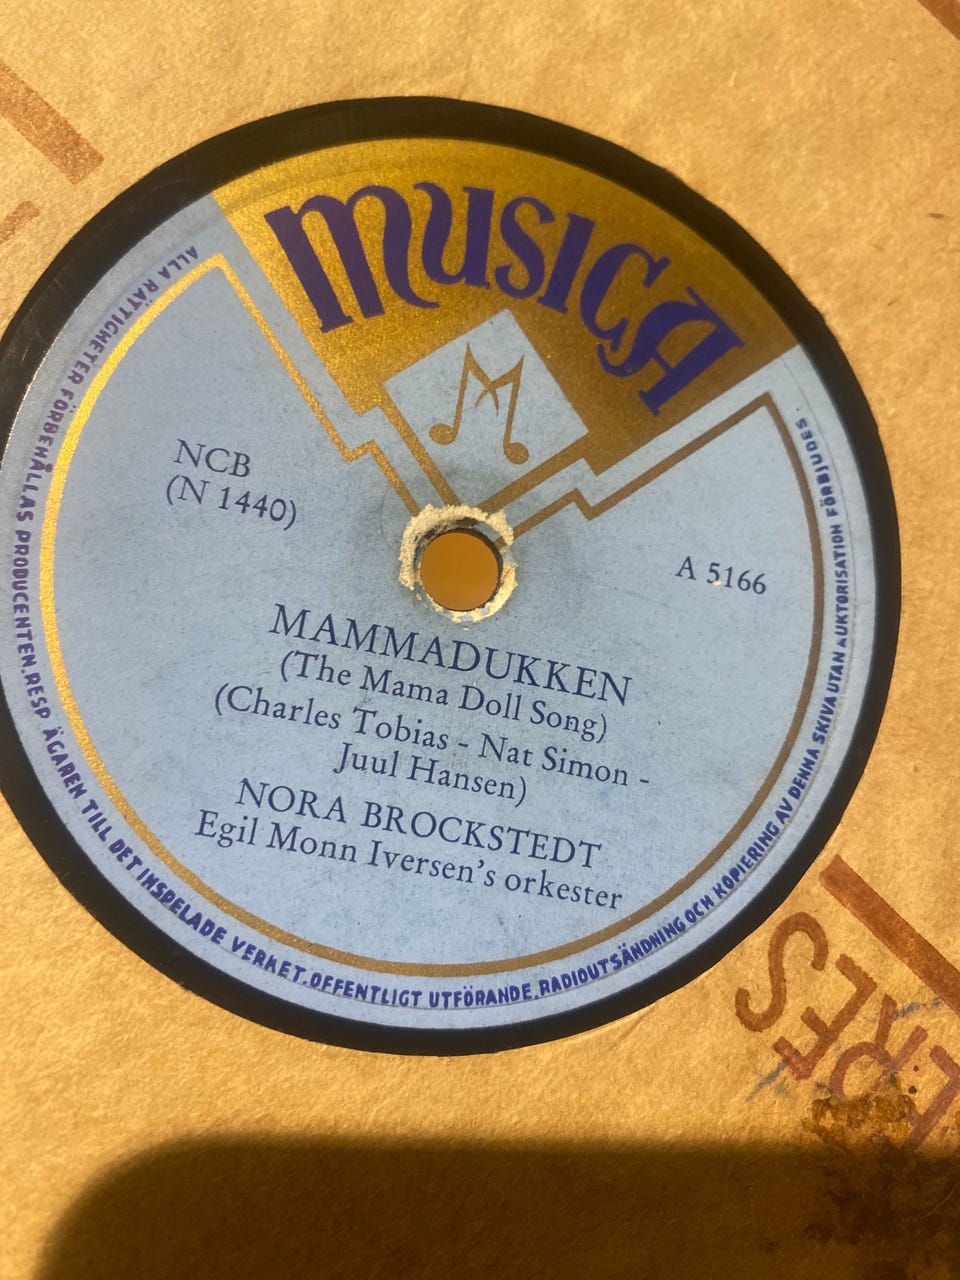 MUSICA
NCB
(N 1440)
A 5166
MAMMADUKKEN
(The Mama Doll Song)
(Charles Tobias - Nat Simon -
Juul Hansen)
NORA BROCKSTEDT
Egil Monn Iversen's orkester
ALLA RÄTTIGHETER FÖRBEHÅLLAS PRODUCENTEN, RESP ÄGAREN TILL DET INSPELADE VERKET. OFFENTLIGT UTFÖRANDE, RADIOUTSÄNDNING OCH KOPIERING AV DENNA SKIVA UTAN AUKTORISATION FÖRBJUDES.